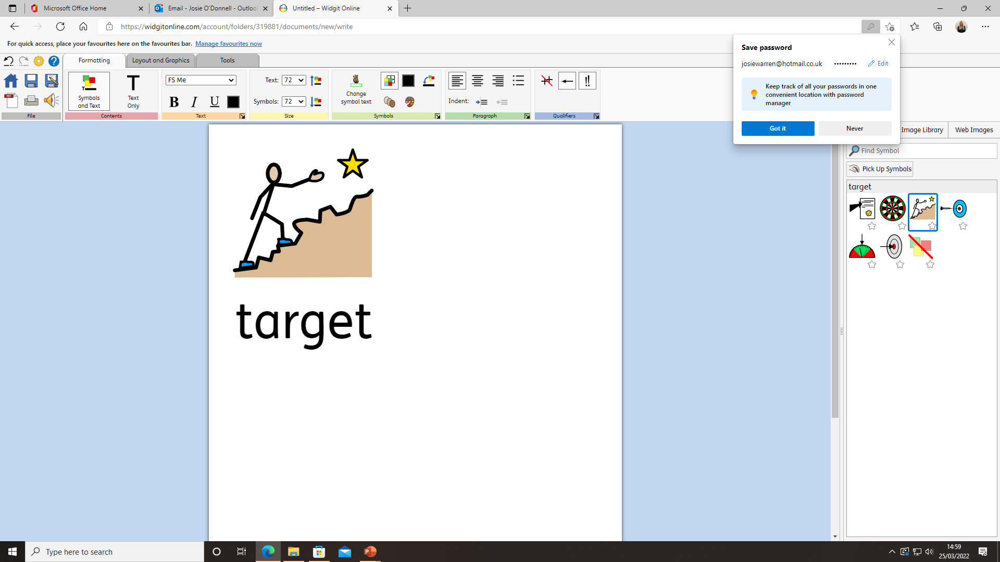 Microsoft Office Home
Email - Josie O'Donnell - Outloo
Untitled – Widgit Online
https://widgitonline.com/account/folders/319881/documents/new/write
For quick access, place your favourites here on the favourites bar. Manage favourites now
Save password
josiewarren@hotmail.co.uk ••••••••• Edit
Keep track of all your passwords in one
convenient location with password
manager
Got it
Never
Formatting
Layout and Graphics
Tools
Symbols
and Text
Text
Only
FS Me
B I U
Text: 72
Symbols: 72
Change
symbol text
Indent:
PDF
File
Contents
Text
Size
Symbols
Paragraph
Qualifiers
Image Library
Web Images
Find Symbol
Pick Up Symbols
target
target
Type here to search
14:59
25/03/2022